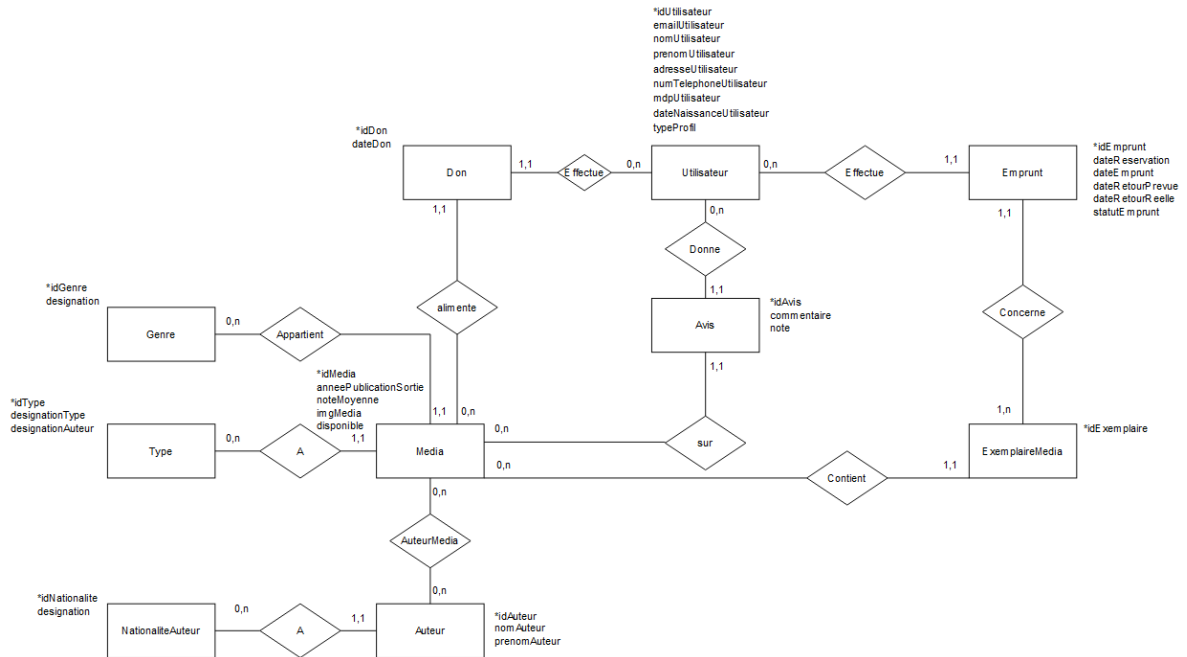 *idUtilisateur
emailUtilisateur
nomUtilisateur
prenomUtilisateur
adresseUtilisateur
numTelephoneUtilisateur
mdpUtilisateur
dateNaissanceUtilisateur
typeProfil
*idDon
dateDon
Don
1,1
Effectue
0,n
Utilisateur
0,n
Effectue
1,1
Emprunt
*idEmprunt
dateReservation
dateEmprunt
dateRetourPrevue
dateRetourReelle
statutEmprunt
1,1
0,n
1,1
Donne
alimente
1,1
Avis
*idAvis
commentaire
note
1,1
Concerne
*idGenre
designation
Genre
0,n
Appartient
*idMedia
anneePublicationSortie
noteMoyenne
imgMedia
disponible
1,1
0,n
1,n
*idType
designationType
designationAuteur
Type
0,n
A
1,1
Media
0,n
sur
0,n
Contient
1,1
ExemplaireMedia
*idExemplaire
0,n
AuteurMedia
0,n
*idNationalite
designation
NationaliteAuteur
0,n
A
1,1
Auteur
*idAuteur
nomAuteur
prenomAuteur